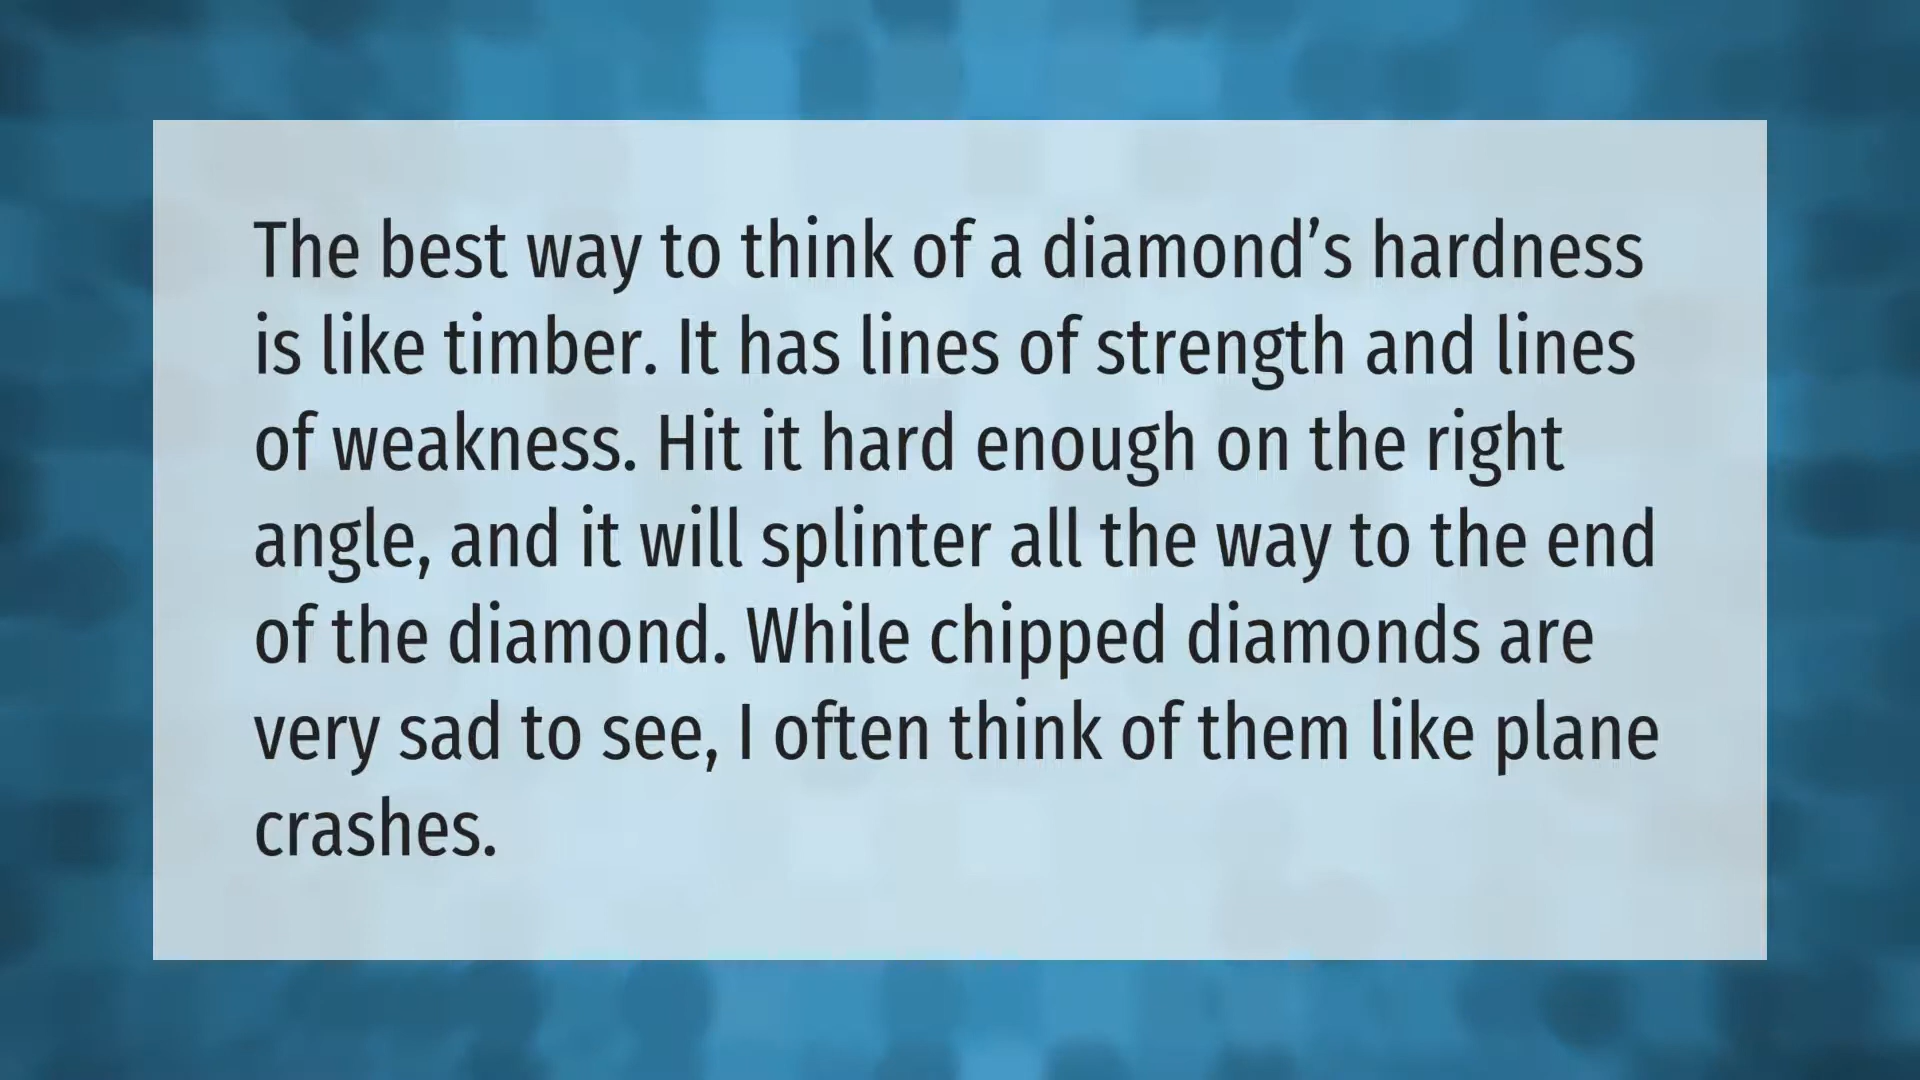 The best way to think of a diamond’s hardness
is like timber. It has lines of strength and lines
of weakness. Hit it hard enough on the right
angle, and it will splinter all the way to the end
of the diamond. While chipped diamonds are
very sad to see, I often think of them like plane
crashes.